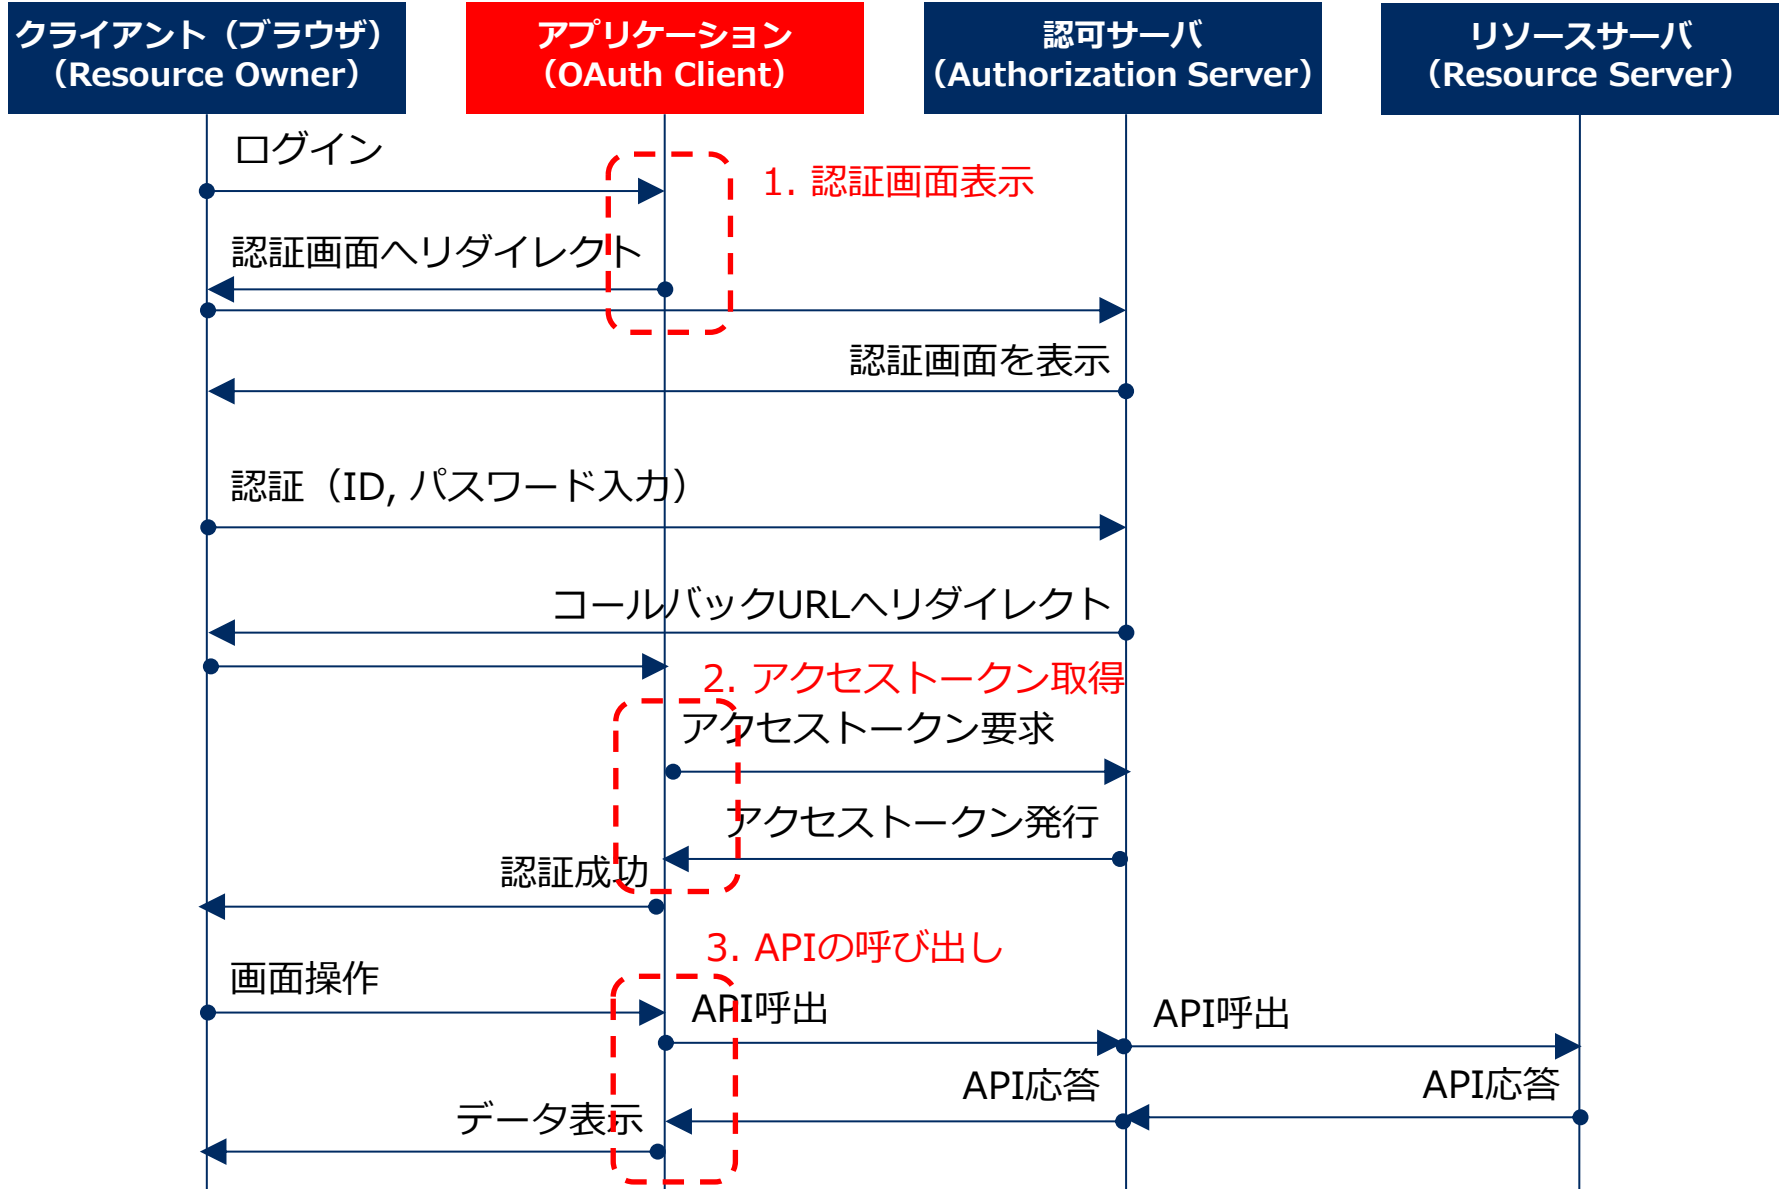 クライアント（ブラウザ）
（Resource Owner）
アプリケーション
（OAuth Client）
認可サーバ
（Authorization Server）
リソースサーバ
（Resource Server）
ログイン
1. 認証画面表示
認証画面へリダイレクト
認証画面を表示
認証（ID, パスワード入力）
コールバックURLへリダイレクト
2. アクセストークン取得
アクセストークン要求
アクセストークン発行
認証成功
3. APIの呼び出し
画面操作
API呼出
API呼出
API応答
API応答
データ表示